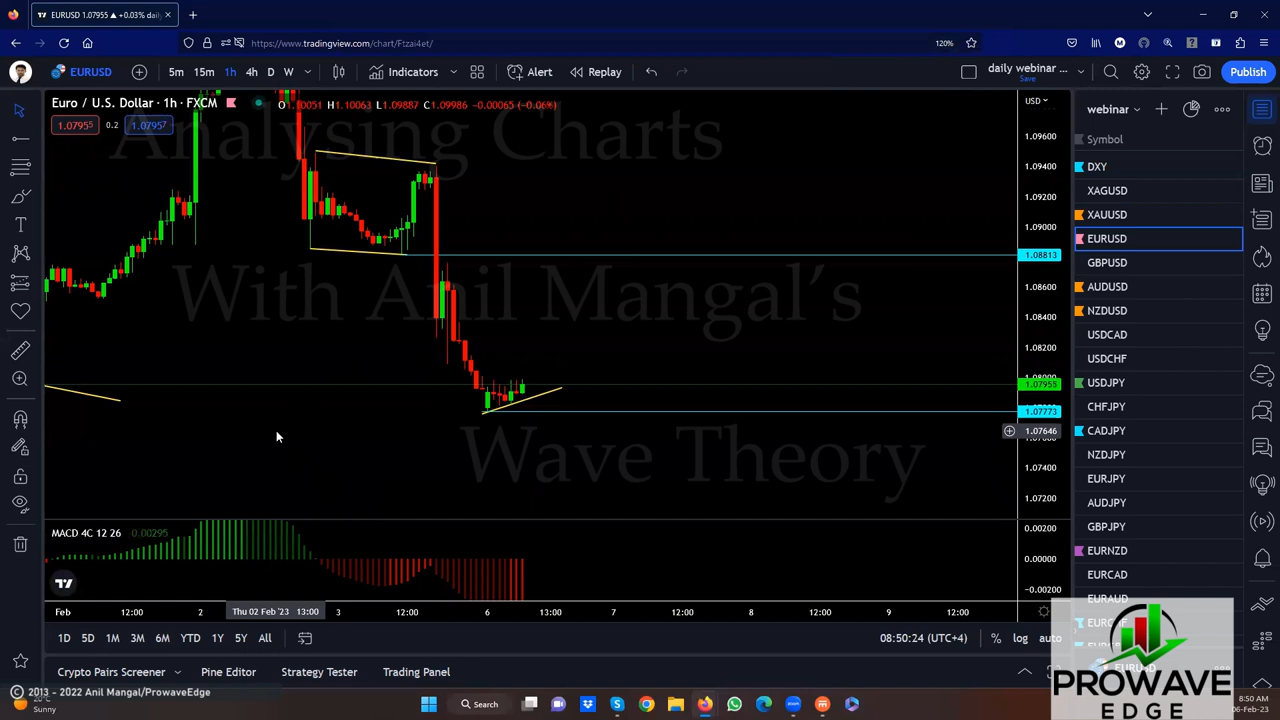 EURUSD 1.07955 ▲ +0.03% daily
https://www.tradingview.com/chart/Ftzai4et/
120%
EURUSD
5m 15m 1h 4h D W
Indicators
Alert
Replay
daily webinar ...
Save
Publish
Euro / U.S. Dollar · 1h · FXCM
O1.10051 H1.10063 L1.09887 C1.09986 -0.00065 (-0.06%)
1.07955 0.2 1.07957
Analysing Charts
With Anil Mangal's
Wave Theory
USD
1.09600
1.09400
1.09200
1.09000
1.08813
1.08600
1.08400
1.08200
1.07955
1.07773
1.07646
1.07400
1.07200
MACD 4C 12 26 0.00295
0.00200
0.00000
-0.00200
Feb 12:00 2 Thu 02 Feb '23 13:00 3 12:00 6 13:00 7 12:00 8 12:00 9 12:00
1D 5D 1M 3M 6M YTD 1Y 5Y All
08:50:24 (UTC+4)
% log auto
Crypto Pairs Screener
Pine Editor
Strategy Tester
Trading Panel
webinar
Symbol
DXY
XAGUSD
XAUUSD
EURUSD
GBPUSD
AUDUSD
NZDUSD
USDCAD
USDCHF
USDJPY
CHFJPY
CADJPY
NZDJPY
EURJPY
AUDJPY
GBPJPY
EURNZD
EURCAD
EURAUD
EURUSD
© 2013 - 2022 Anil Mangal/ProwaveEdge
20°C
Sunny
Search
PROWAVE
EDGE
8:50 AM
06-Feb-23